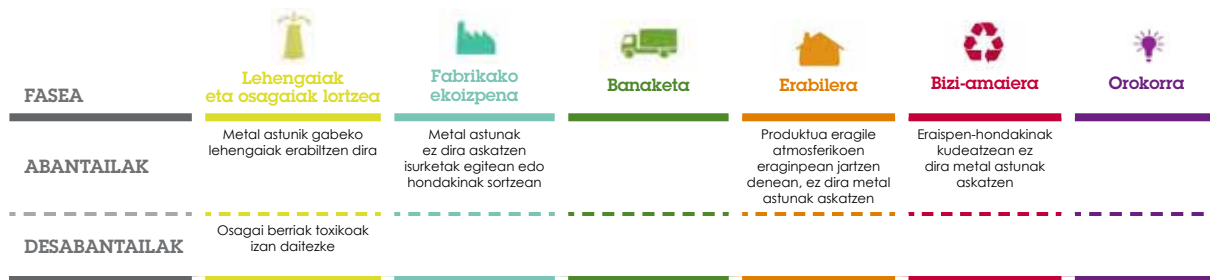 FASEA
Lehengaiak
eta osagaiak lortzea
Fabrikako
ekoizpena
Banaketa
Erabilera
Bizi-amaiera
Orokorra
ABANTAILAK
Metal astunik gabeko
lehengaiak erabiltzen dira
Metal astunak
ez dira askatzen
isurketak egitean edo
hondakinak sortzean
Produktua eragile
atmosferikoen
eraginpean jartzen
denean, ez dira metal
astunak askatzen
Eraispen-hondakinak
kudeatzean ez
dira metal astunak
askatzen
DESABANTAILAK
Osagai berriak toxikoak
izan daitezke